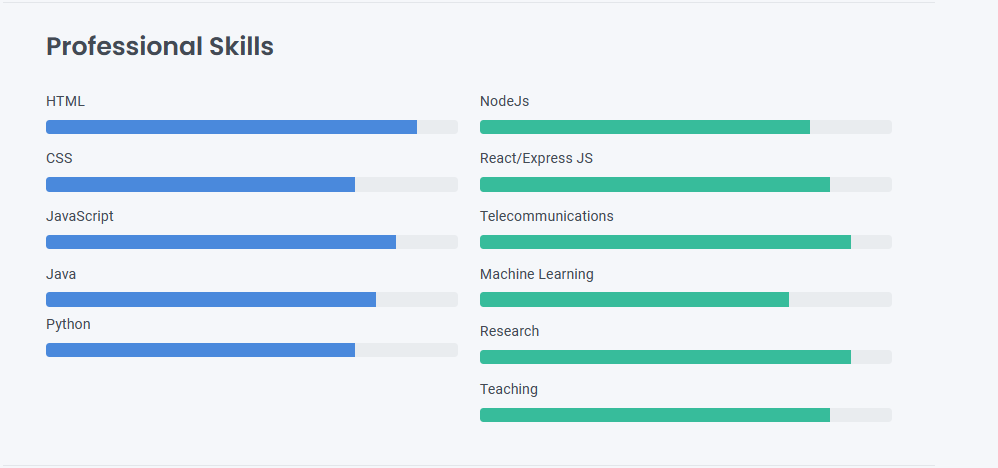 Professional Skills
HTML
CSS
JavaScript
Java
Python
NodeJs
React/Express JS
Telecommunications
Machine Learning
Research
Teaching